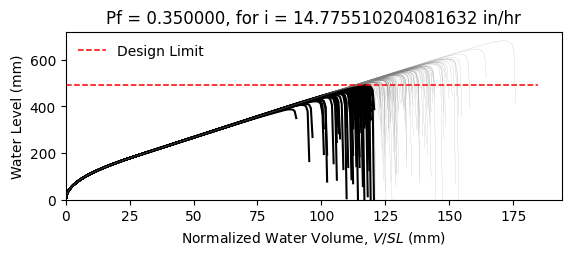 Pf = 0.350000, for i = 14.775510204081632 in/hr
Design Limit
Water Level (mm)
600
400
200
0
0 25 50 75 100 125 150 175
Normalized Water Volume, V/SL (mm)